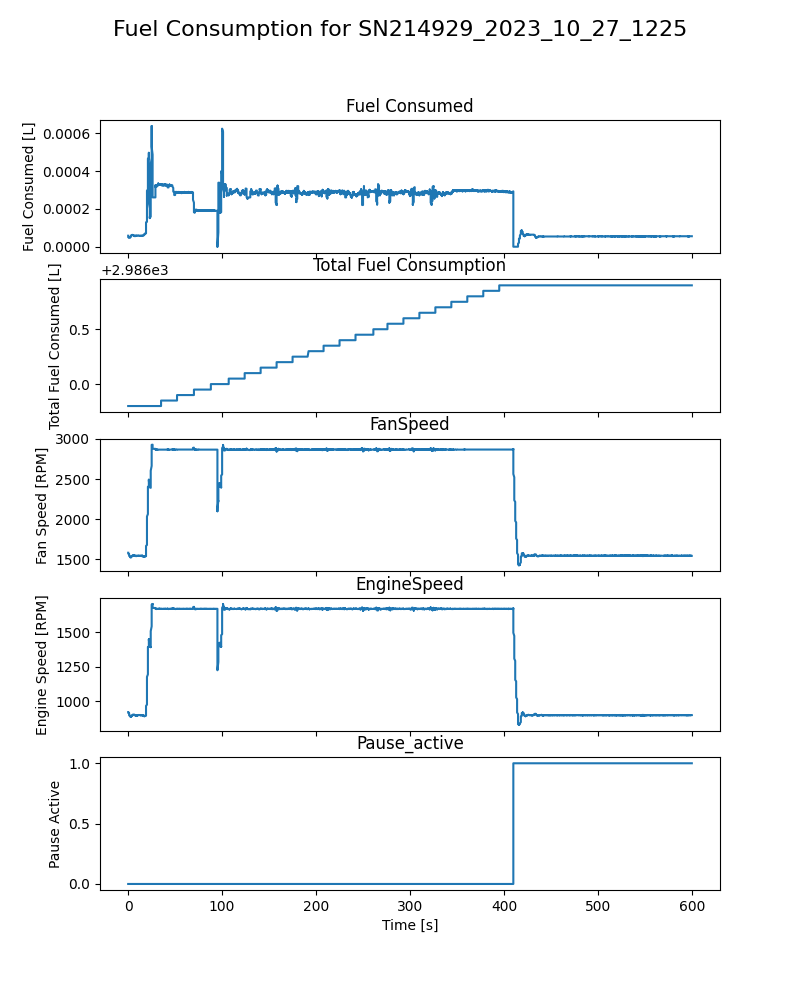 Fuel Consumption for SN214929_2023_10_27_1225
Fuel Consumed
Fuel Consumed [L]
0.0006
0.0004
0.0002
0.0000
Total Fuel Consumption
+2.986e3
Total Fuel Consumed [L]
0.5
0.0
FanSpeed
Fan Speed [RPM]
3000
2500
2000
1500
EngineSpeed
Engine Speed [RPM]
1500
1250
1000
Pause_active
Pause Active
1.0
0.5
0.0
0 100 200 300 400 500 600
Time [s]